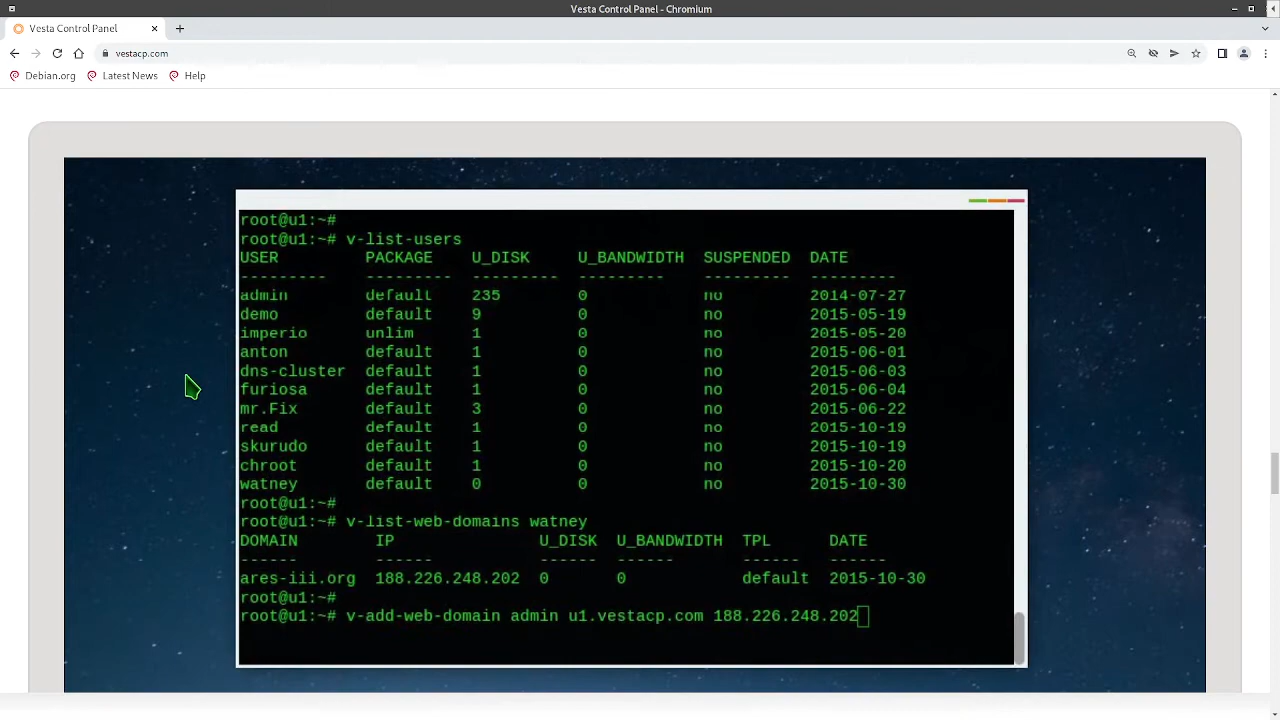 Vesta Control Panel - Chromium
Vesta Control Panel
vestacp.com
Debian.org Latest News Help
root@u1:~#
root@u1:~# v-list-users
USER PACKAGE U_DISK U_BANDWIDTH SUSPENDED DATE
--------- --------- --------- --------- --------- ---------
admin default 235 0 no 2014-07-27
demo default 9 0 no 2015-05-19
imperio unlim 1 0 no 2015-05-20
anton default 1 0 no 2015-06-01
dns-cluster default 1 0 no 2015-06-03
furiosa default 1 0 no 2015-06-04
mr.Fix default 3 0 no 2015-06-22
read default 1 0 no 2015-10-19
skurudo default 1 0 no 2015-10-19
chroot default 1 0 no 2015-10-20
watney default 0 0 no 2015-10-30
root@u1:~#
root@u1:~# v-list-web-domains watney
DOMAIN IP U_DISK U_BANDWIDTH TPL DATE
------ ------ ------ ------ ------ ------
ares-iii.org 188.226.248.202 0 0 default 2015-10-30
root@u1:~#
root@u1:~# v-add-web-domain admin u1.vestacp.com 188.226.248.202